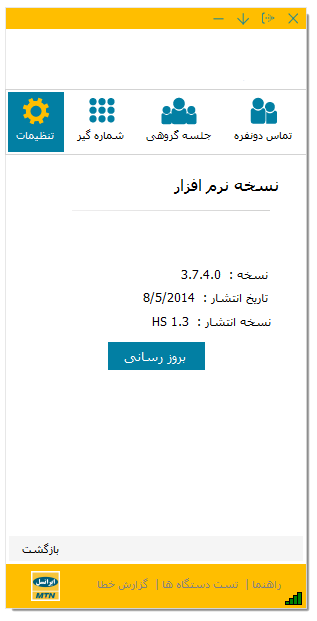 تماس دونفره جلسه گروهی شماره گیر تنظیمات
نسخه نرم افزار
نسخه : 3.7.4.0
تاریخ انتشار : 8/5/2014
نسخه انتشار : HS 1.3
بروز رسانی
بازگشت
راهنما | تست دستگاه ها | گزارش خطا
ایرانسل
MTN